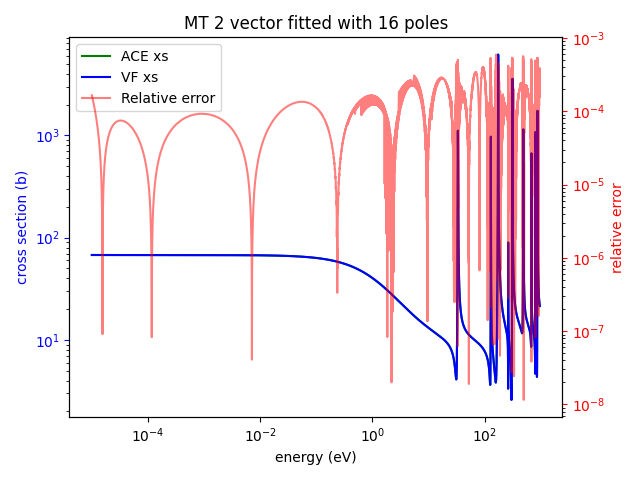 MT 2 vector fitted with 16 poles
ACE xs
VF xs
Relative error
cross section (b)
10^3
10^2
10^1
10^-3
10^-4
10^-5
10^-6
10^-7
10^-8
relative error
10^-4
10^-2
10^0
10^2
energy (eV)